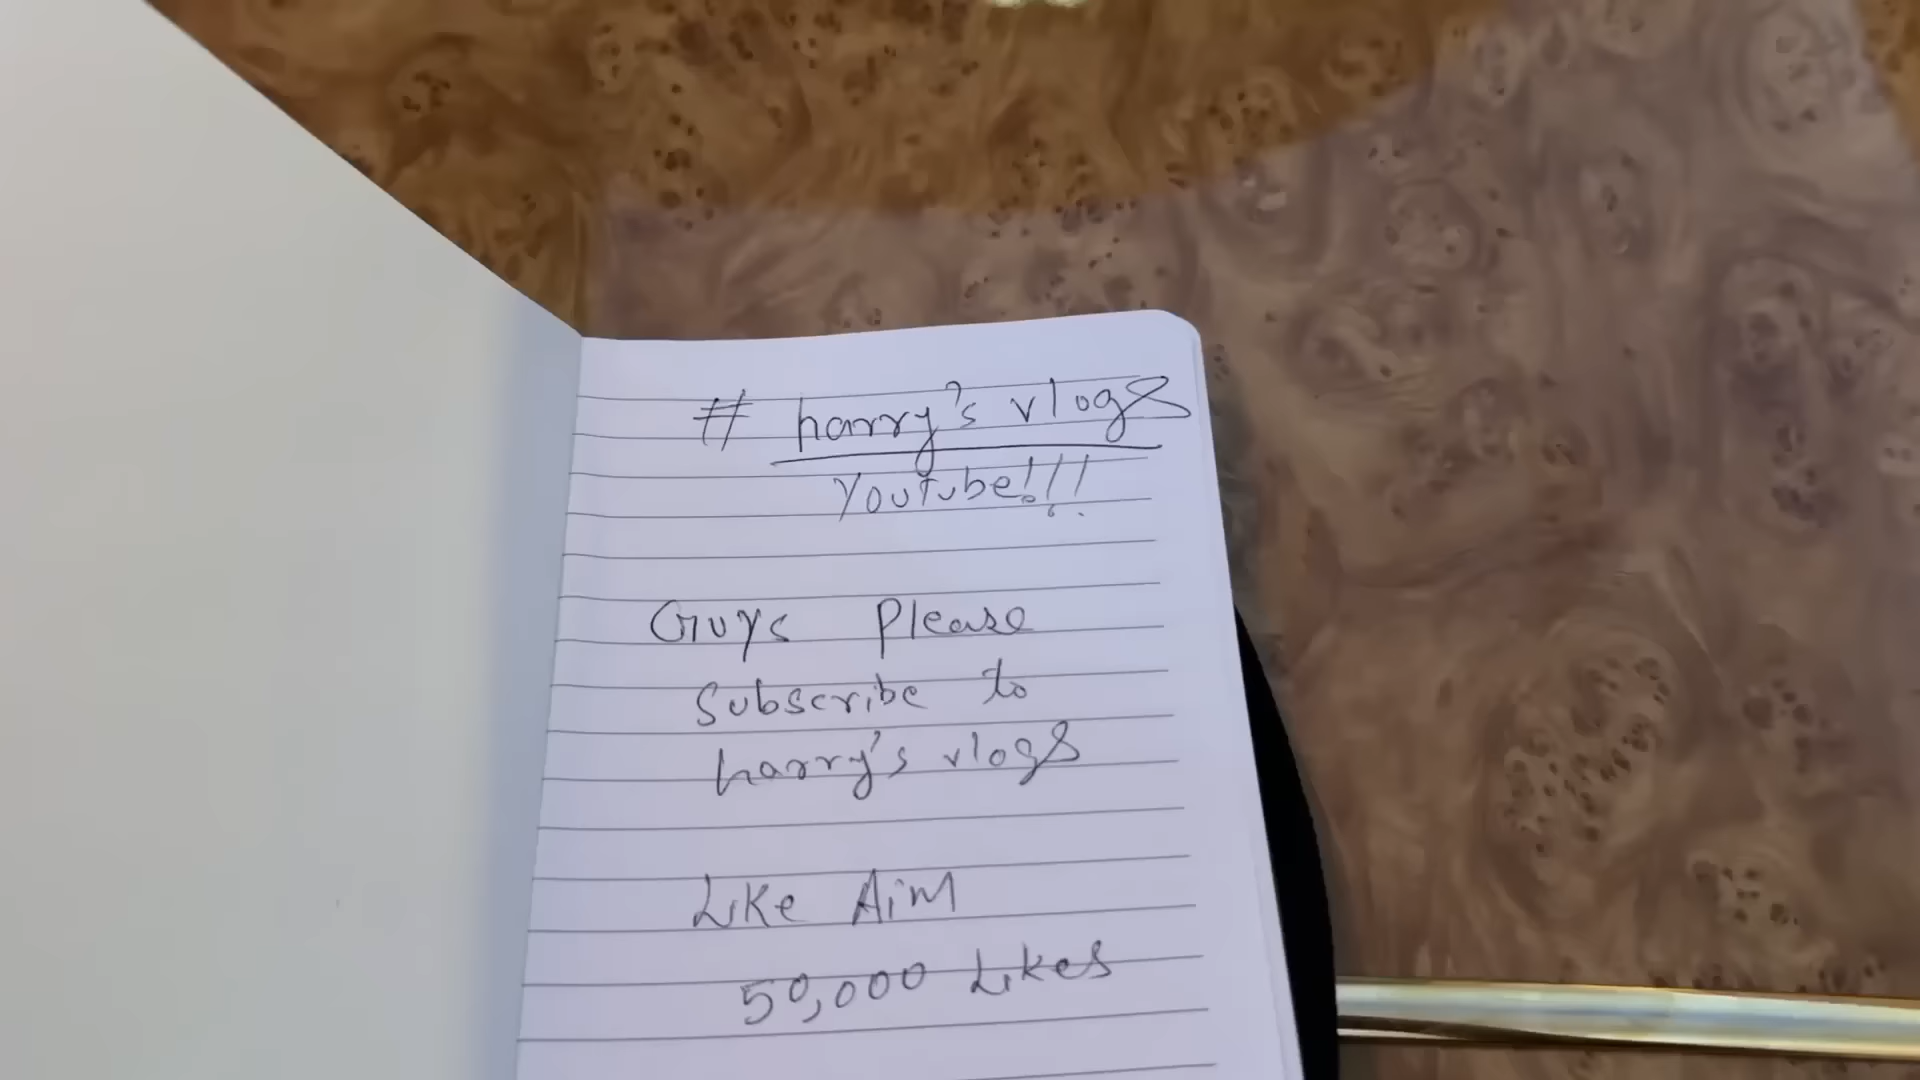 # harry's vlogs
Youtube!!!
Guys Please
Subscribe to
harry's vlogs
Like Aim
50,000 Likes